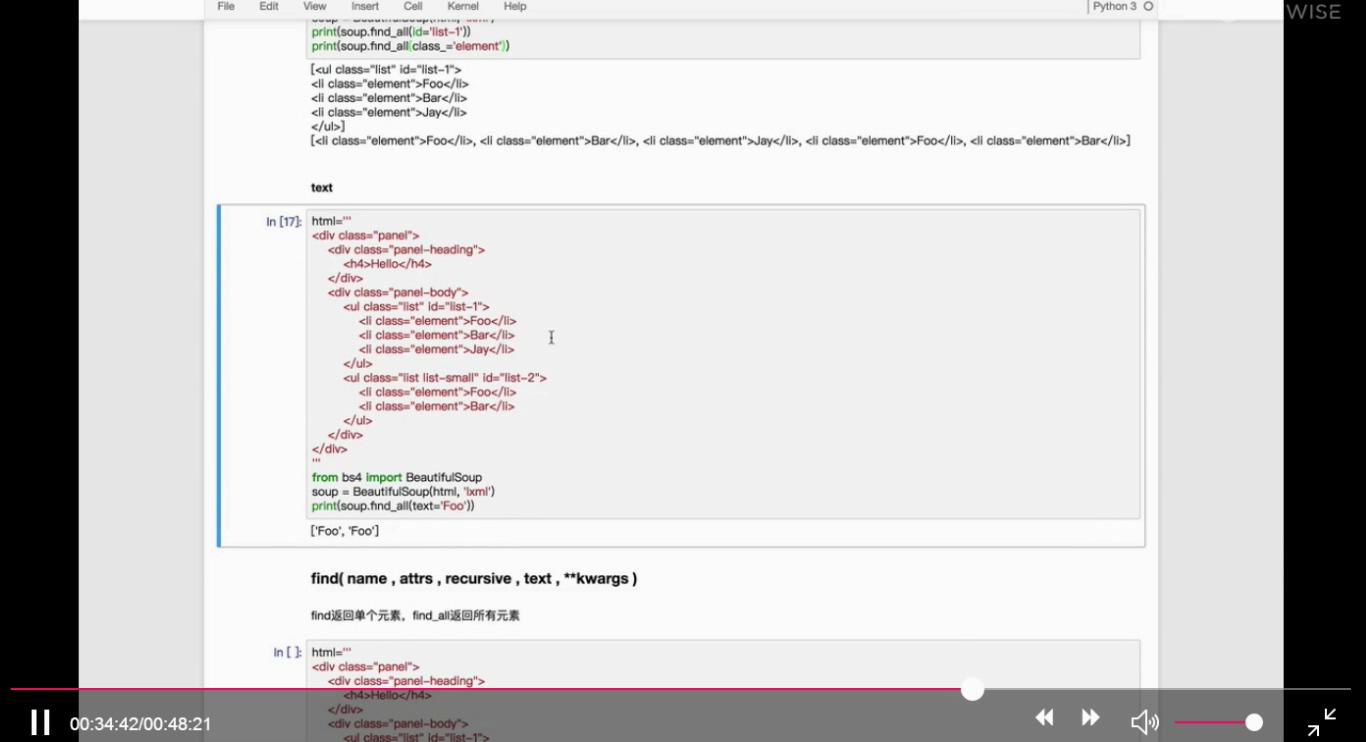 File Edit View Insert Cell Kernel Help Python 3 WISE
soup = BeautifulSoup(html, 'lxml')
print(soup.find_all(id='list-1'))
print(soup.find_all(class_='element'))
[<ul class="list" id="list-1">
<li class="element">Foo</li>
<li class="element">Bar</li>
<li class="element">Jay</li>
</ul>]
[<li class="element">Foo</li>, <li class="element">Bar</li>, <li class="element">Jay</li>, <li class="element">Foo</li>, <li class="element">Bar</li>]
text
In [17]: html='''
<div class="panel">
<div class="panel-heading">
<h4>Hello</h4>
</div>
<div class="panel-body">
<ul class="list" id="list-1">
<li class="element">Foo</li>
<li class="element">Bar</li>
<li class="element">Jay</li>
</ul>
<ul class="list list-small" id="list-2">
<li class="element">Foo</li>
<li class="element">Bar</li>
</ul>
</div>
</div>
'''
from bs4 import BeautifulSoup
soup = BeautifulSoup(html, 'lxml')
print(soup.find_all(text='Foo'))
['Foo', 'Foo']
find( name , attrs , recursive , text , **kwargs )
find返回单个元素，find_all返回所有元素
In [ ]: html='''
<div class="panel">
<div class="panel-heading">
<h4>Hello</h4>
</div>
<div class="panel-body">
<ul class="list" id="list-1">
00:34:42/00:48:21